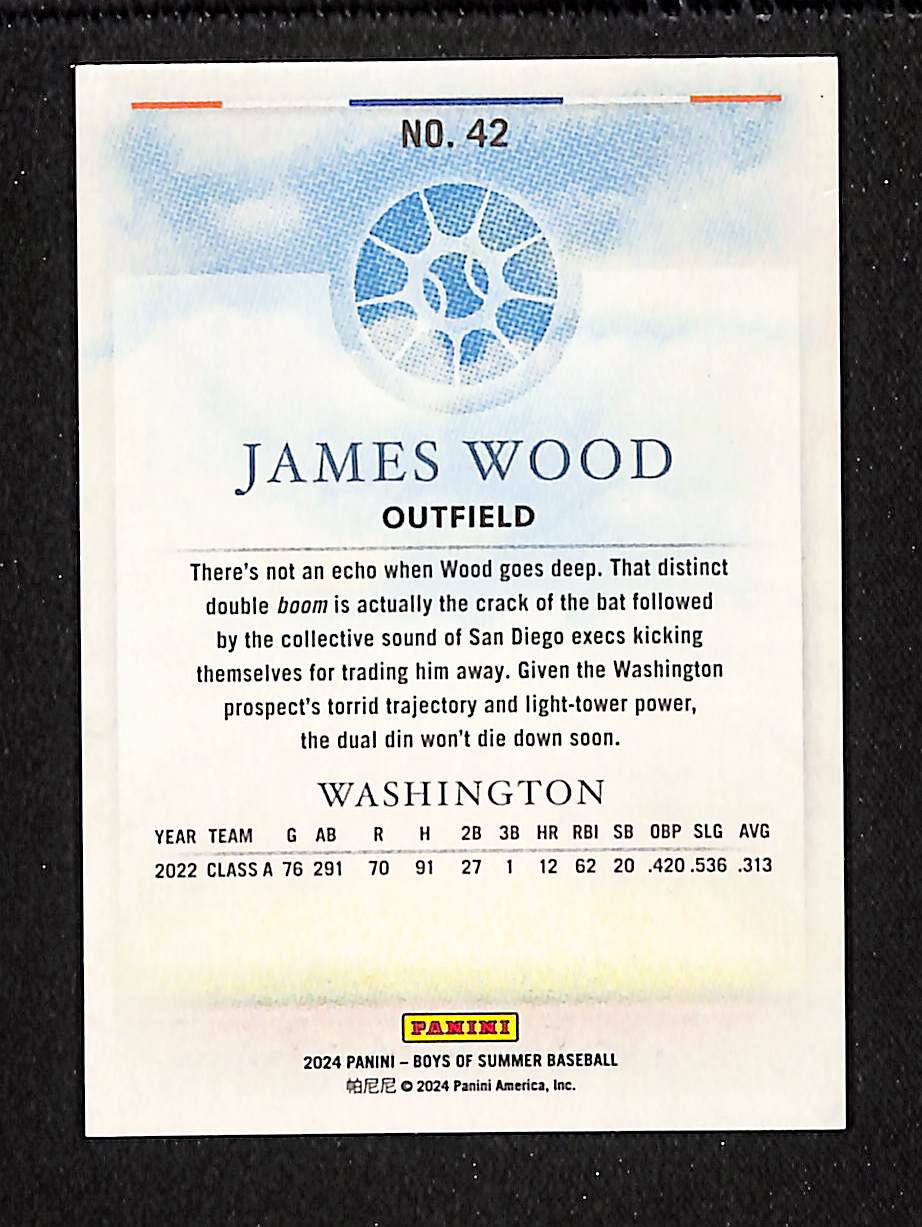 NO. 42
JAMES WOOD
OUTFIELD
There's not an echo when Wood goes deep. That distinct
double boom is actually the crack of the bat followed
by the collective sound of San Diego execs kicking
themselves for trading him away. Given the Washington
prospect's torrid trajectory and light-tower power,
the dual din won't die down soon.
WASHINGTON
YEAR TEAM G AB R H 2B 3B HR RBI SB OBP SLG AVG
2022 CLASS A 76 291 70 91 27 1 12 62 20 .420 .536 .313
PANINI
2024 PANINI – BOYS OF SUMMER BASEBALL
帕尼尼 © 2024 Panini America, Inc.